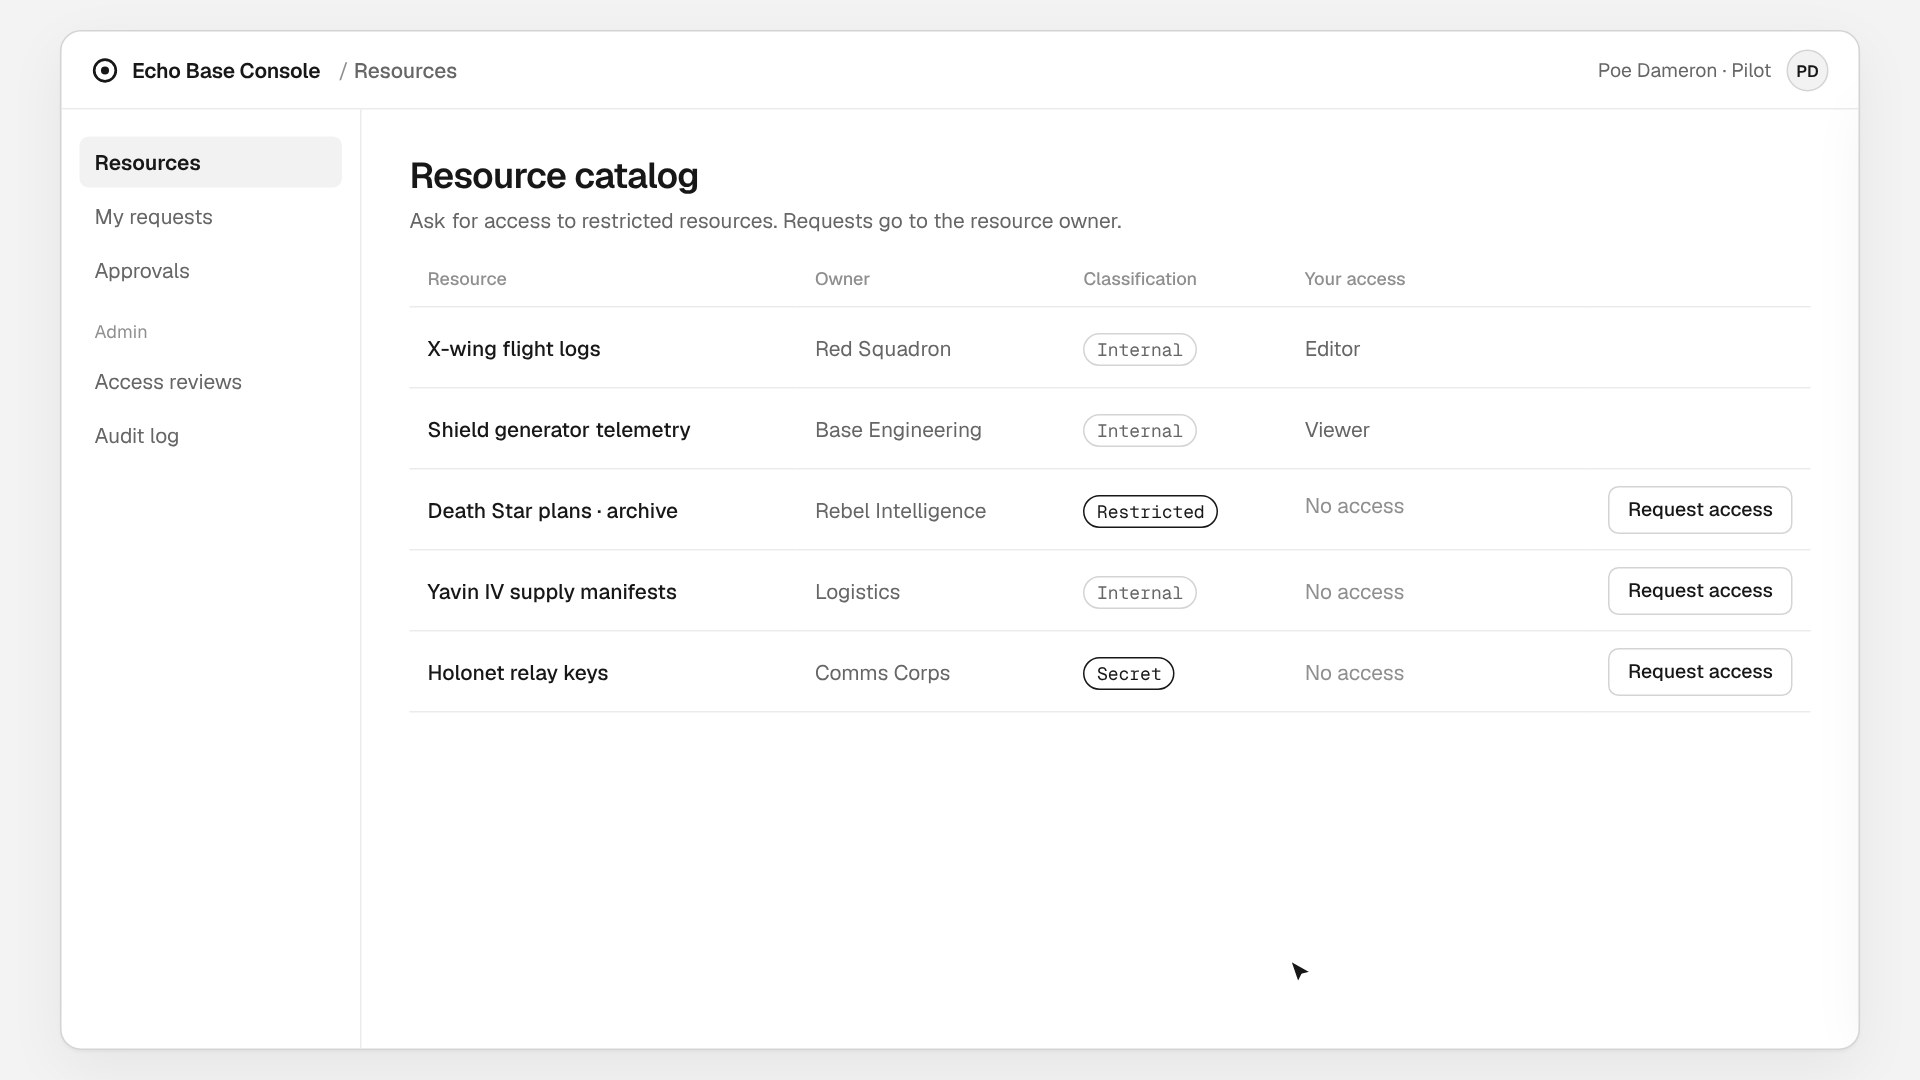 Echo Base Console / Resources
Poe Dameron · Pilot PD
Resources
My requests
Approvals
Admin
Access reviews
Audit log
Resource catalog
Ask for access to restricted resources. Requests go to the resource owner.
Resource Owner Classification Your access
X-wing flight logs Red Squadron Internal Editor
Shield generator telemetry Base Engineering Internal Viewer
Death Star plans · archive Rebel Intelligence Restricted No access Request access
Yavin IV supply manifests Logistics Internal No access Request access
Holonet relay keys Comms Corps Secret No access Request access